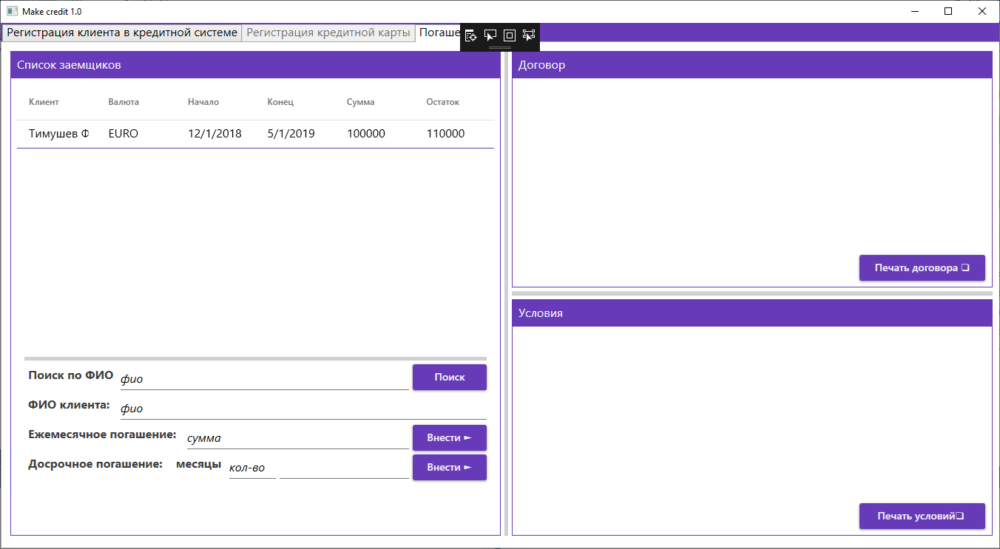 Make credit 1.0
Регистрация клиента в кредитной системе Регистрация кредитной карты Погаше
Список заемщиков
Клиент Валюта Начало Конец Сумма Остаток
Тимушев Ф EURO 12/1/2018 5/1/2019 100000 110000
Поиск по ФИО фио Поиск
ФИО клиента: фио
Ежемесячное погашение: сумма Внести ►
Досрочное погашение: месяцы кол-во Внести ►
Договор
Печать договора ❏
Условия
Печать условий❏